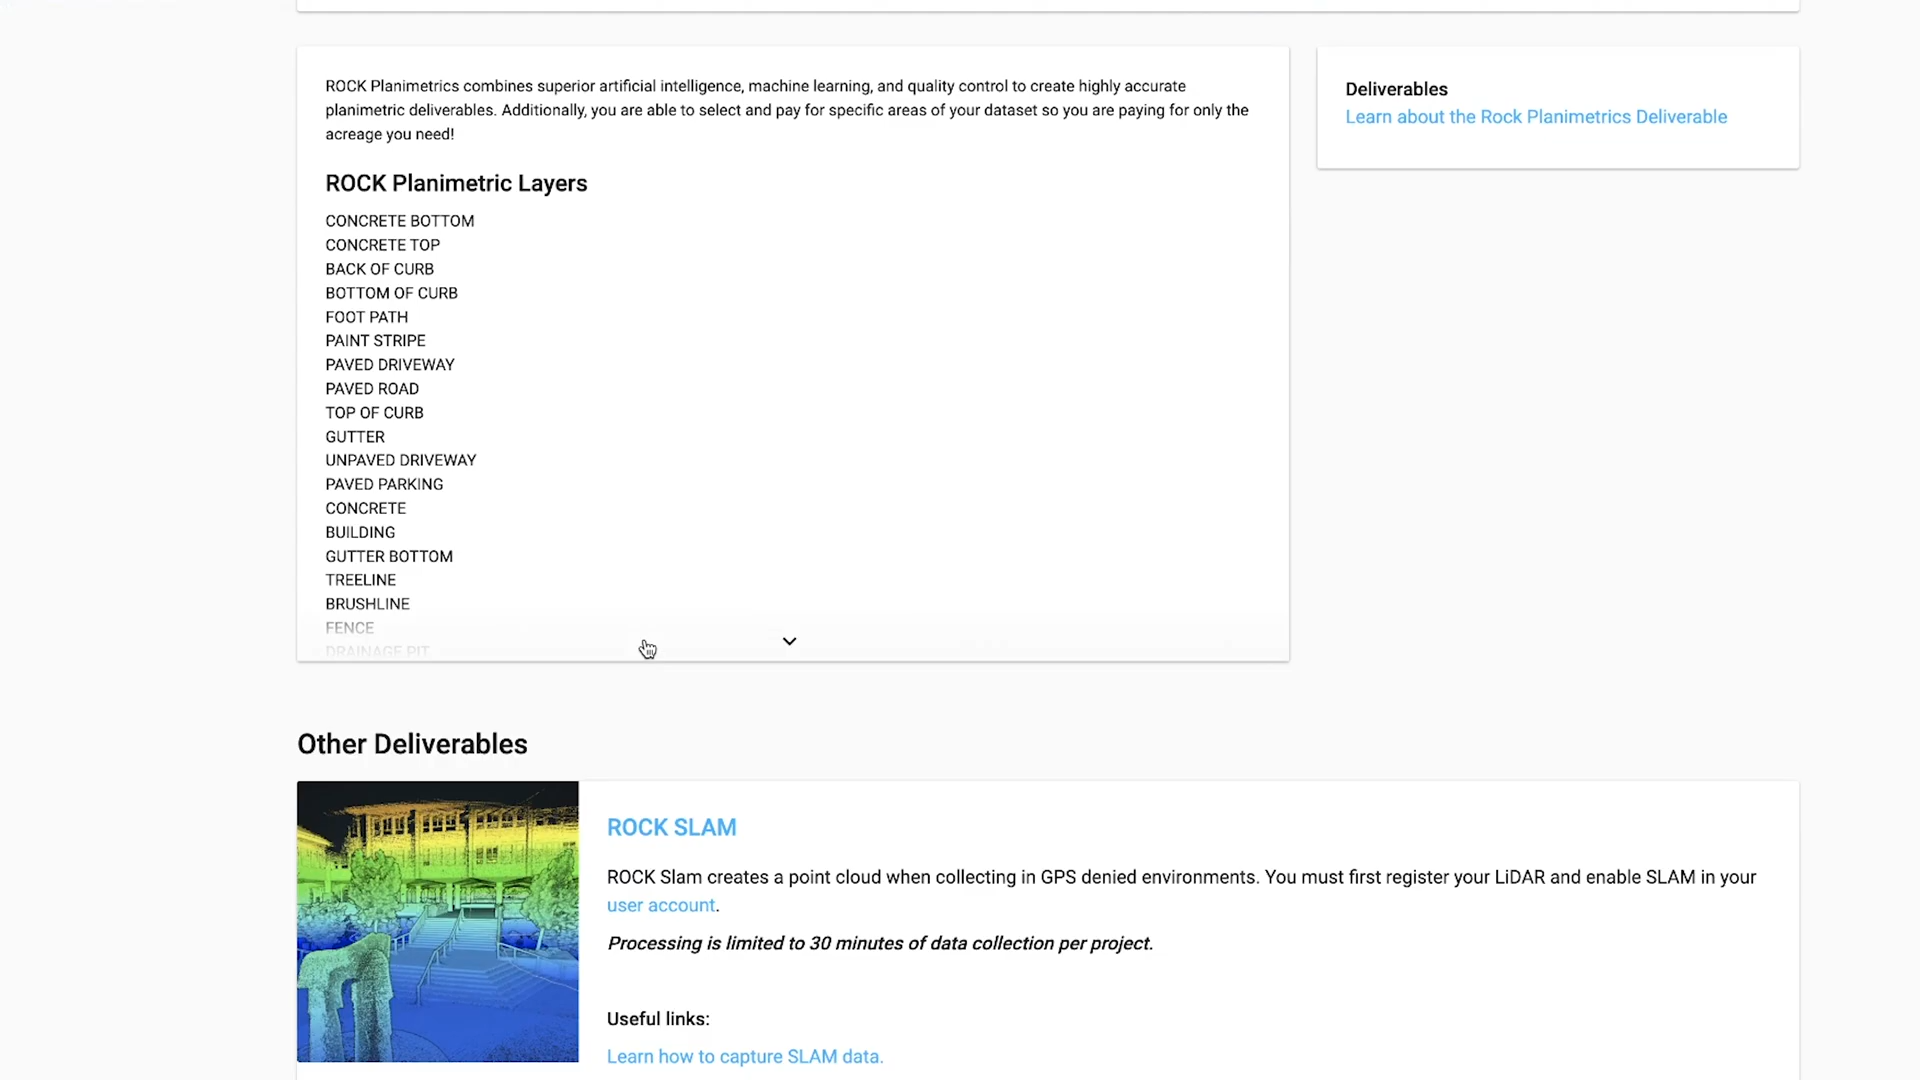 ROCK Planimetrics combines superior artificial intelligence, machine learning, and quality control to create highly accurate
planimetric deliverables. Additionally, you are able to select and pay for specific areas of your dataset so you are paying for only the
acreage you need!
ROCK Planimetric Layers
CONCRETE BOTTOM
CONCRETE TOP
BACK OF CURB
BOTTOM OF CURB
FOOT PATH
PAINT STRIPE
PAVED DRIVEWAY
PAVED ROAD
TOP OF CURB
GUTTER
UNPAVED DRIVEWAY
PAVED PARKING
CONCRETE
BUILDING
GUTTER BOTTOM
TREELINE
BRUSHLINE
FENCE
DRAINAGE PIT
Deliverables
Learn about the Rock Planimetrics Deliverable
Other Deliverables
ROCK SLAM
ROCK Slam creates a point cloud when collecting in GPS denied environments. You must first register your LiDAR and enable SLAM in your
user account.
Processing is limited to 30 minutes of data collection per project.
Useful links:
Learn how to capture SLAM data.